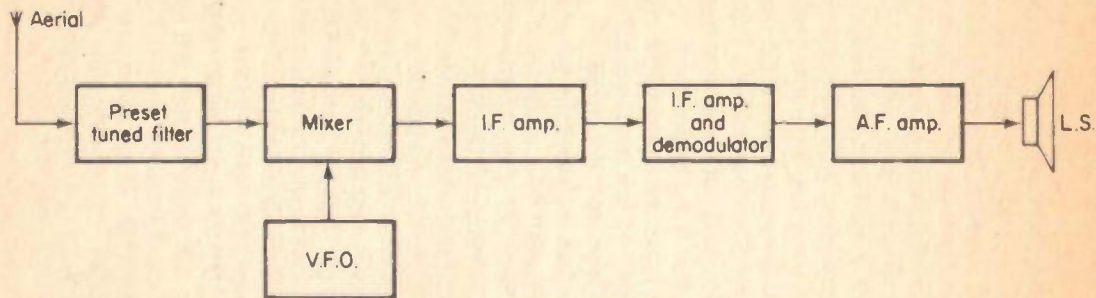 Aerial
Preset
tuned filter
Mixer
I.F. amp.
I.F. amp.
and
demodulator
A.F. amp.
L.S.
V.F.O.